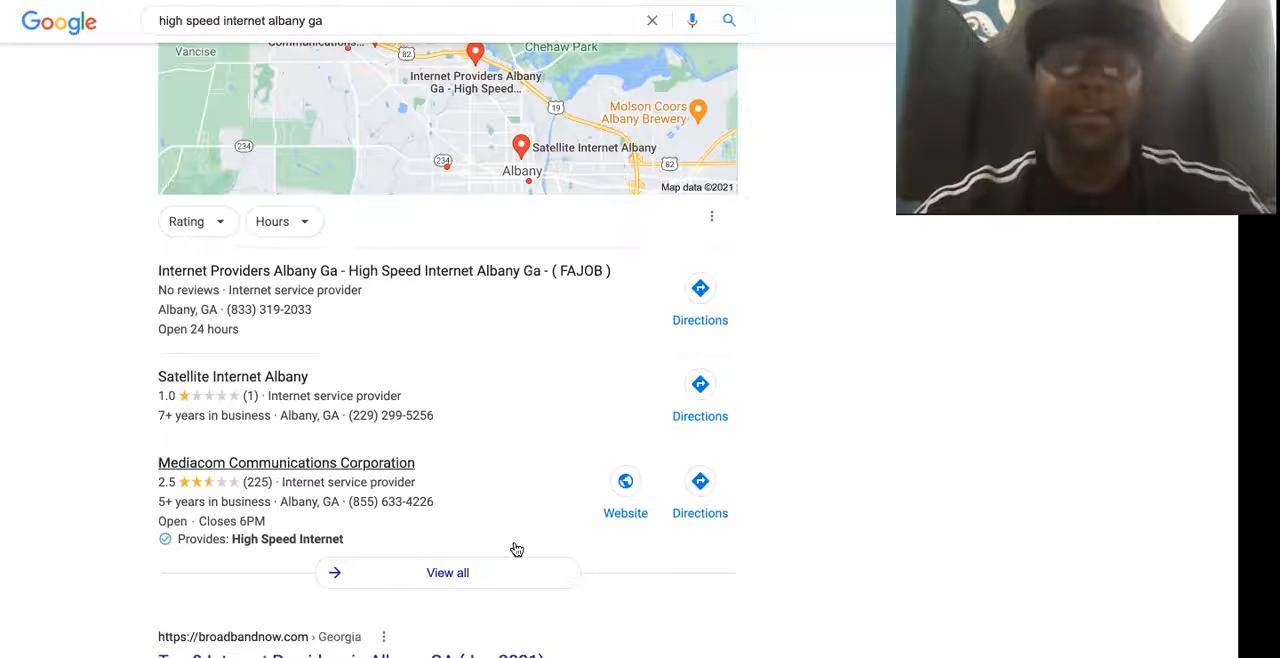 Google
high speed internet albany ga
Vancise
Communications...
82
Chehaw Park
Internet Providers Albany
Ga - High Speed...
19
Molson Coors
Albany Brewery
234
234
Satellite Internet Albany
82
Albany
Map data ©2021
Rating
Hours
Internet Providers Albany Ga - High Speed Internet Albany Ga - ( FAJOB )
No reviews · Internet service provider
Albany, GA · (833) 319-2033
Open 24 hours
Directions
Satellite Internet Albany
1.0 (1) · Internet service provider
7+ years in business · Albany, GA · (229) 299-5256
Directions
Mediacom Communications Corporation
2.5 (225) · Internet service provider
5+ years in business · Albany, GA · (855) 633-4226
Open · Closes 6PM
Provides: High Speed Internet
Website
Directions
View all
https://broadbandnow.com › Georgia